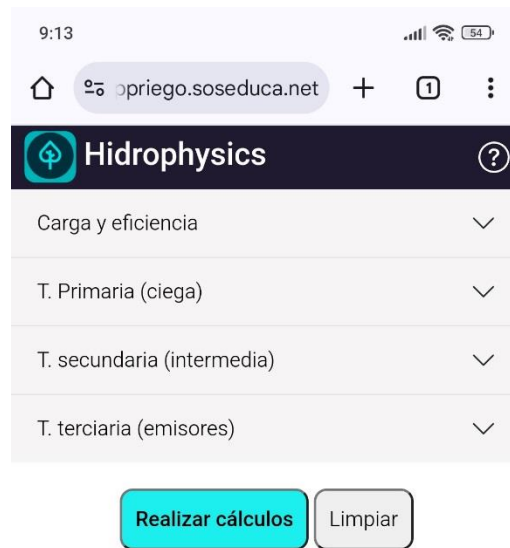 9:13
54
opriego.soseduca.net
1
Hidrophysics
?
Carga y eficiencia
T. Primaria (ciega)
T. secundaria (intermedia)
T. terciaria (emisores)
Realizar cálculos
Limpiar